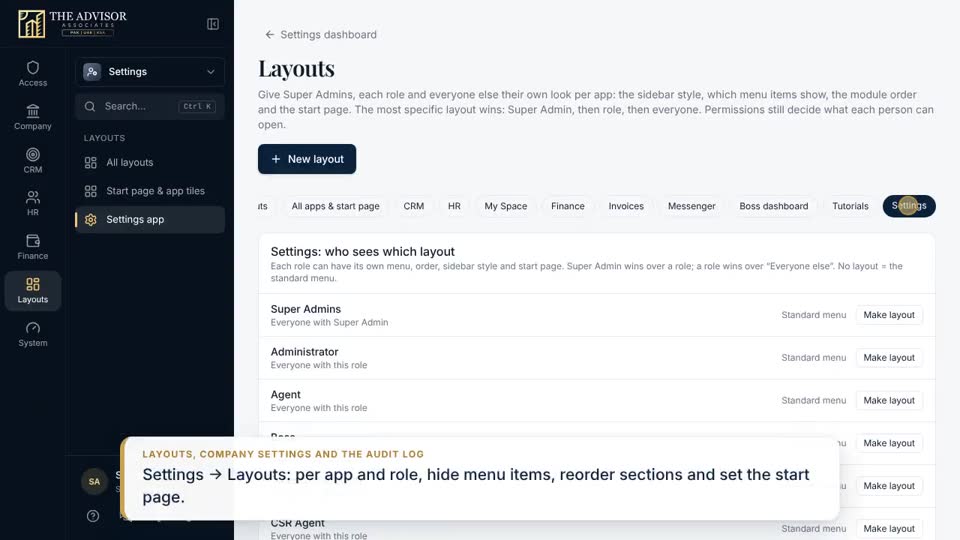 THE ADVISOR
ASSOCIATES
PAK | UAE | KSA
Access
Company
CRM
HR
Finance
Layouts
System
Settings
Search...
Ctrl K
LAYOUTS
All layouts
Start page & app tiles
Settings app
SA
Settings dashboard
Layouts
Give Super Admins, each role and everyone else their own look per app: the sidebar style, which menu items show, the module order
and the start page. The most specific layout wins: Super Admin, then role, then everyone. Permissions still decide what each person can
open.
New layout
All apps & start page
CRM
HR
My Space
Finance
Invoices
Messenger
Boss dashboard
Tutorials
Settings
Settings: who sees which layout
Each role can have its own menu, order, sidebar style and start page. Super Admin wins over a role; a role wins over “Everyone else”. No layout = the
standard menu.
Super Admins
Everyone with Super Admin
Standard menu
Make layout
Administrator
Everyone with this role
Standard menu
Make layout
Agent
Everyone with this role
Standard menu
Make layout
Standard menu
Make layout
LAYOUTS, COMPANY SETTINGS AND THE AUDIT LOG
Settings → Layouts: per app and role, hide menu items, reorder sections and set the start
page.
Make layout
CSR Agent
Everyone with this role
Standard menu
Make layout